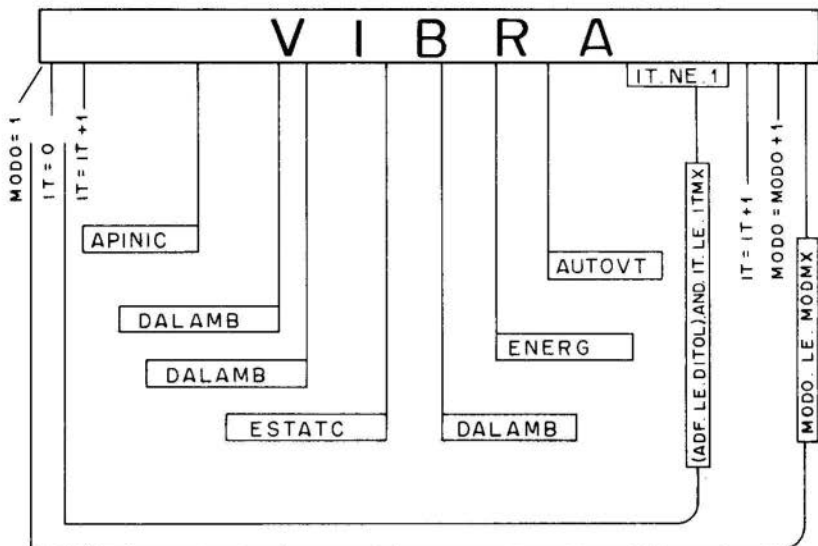 VIBRA
IT.NE.1
MODO=1
IT=0
IT=IT+1
APINIC
DALAMB
DALAMB
ESTATC
DALAMB
ENERG
AUTOVT
(ADF.LE.DITOL).AND.IT.LE.ITMX
IT=IT+1
MODO=MODO+1
MODO.LE.MODMX